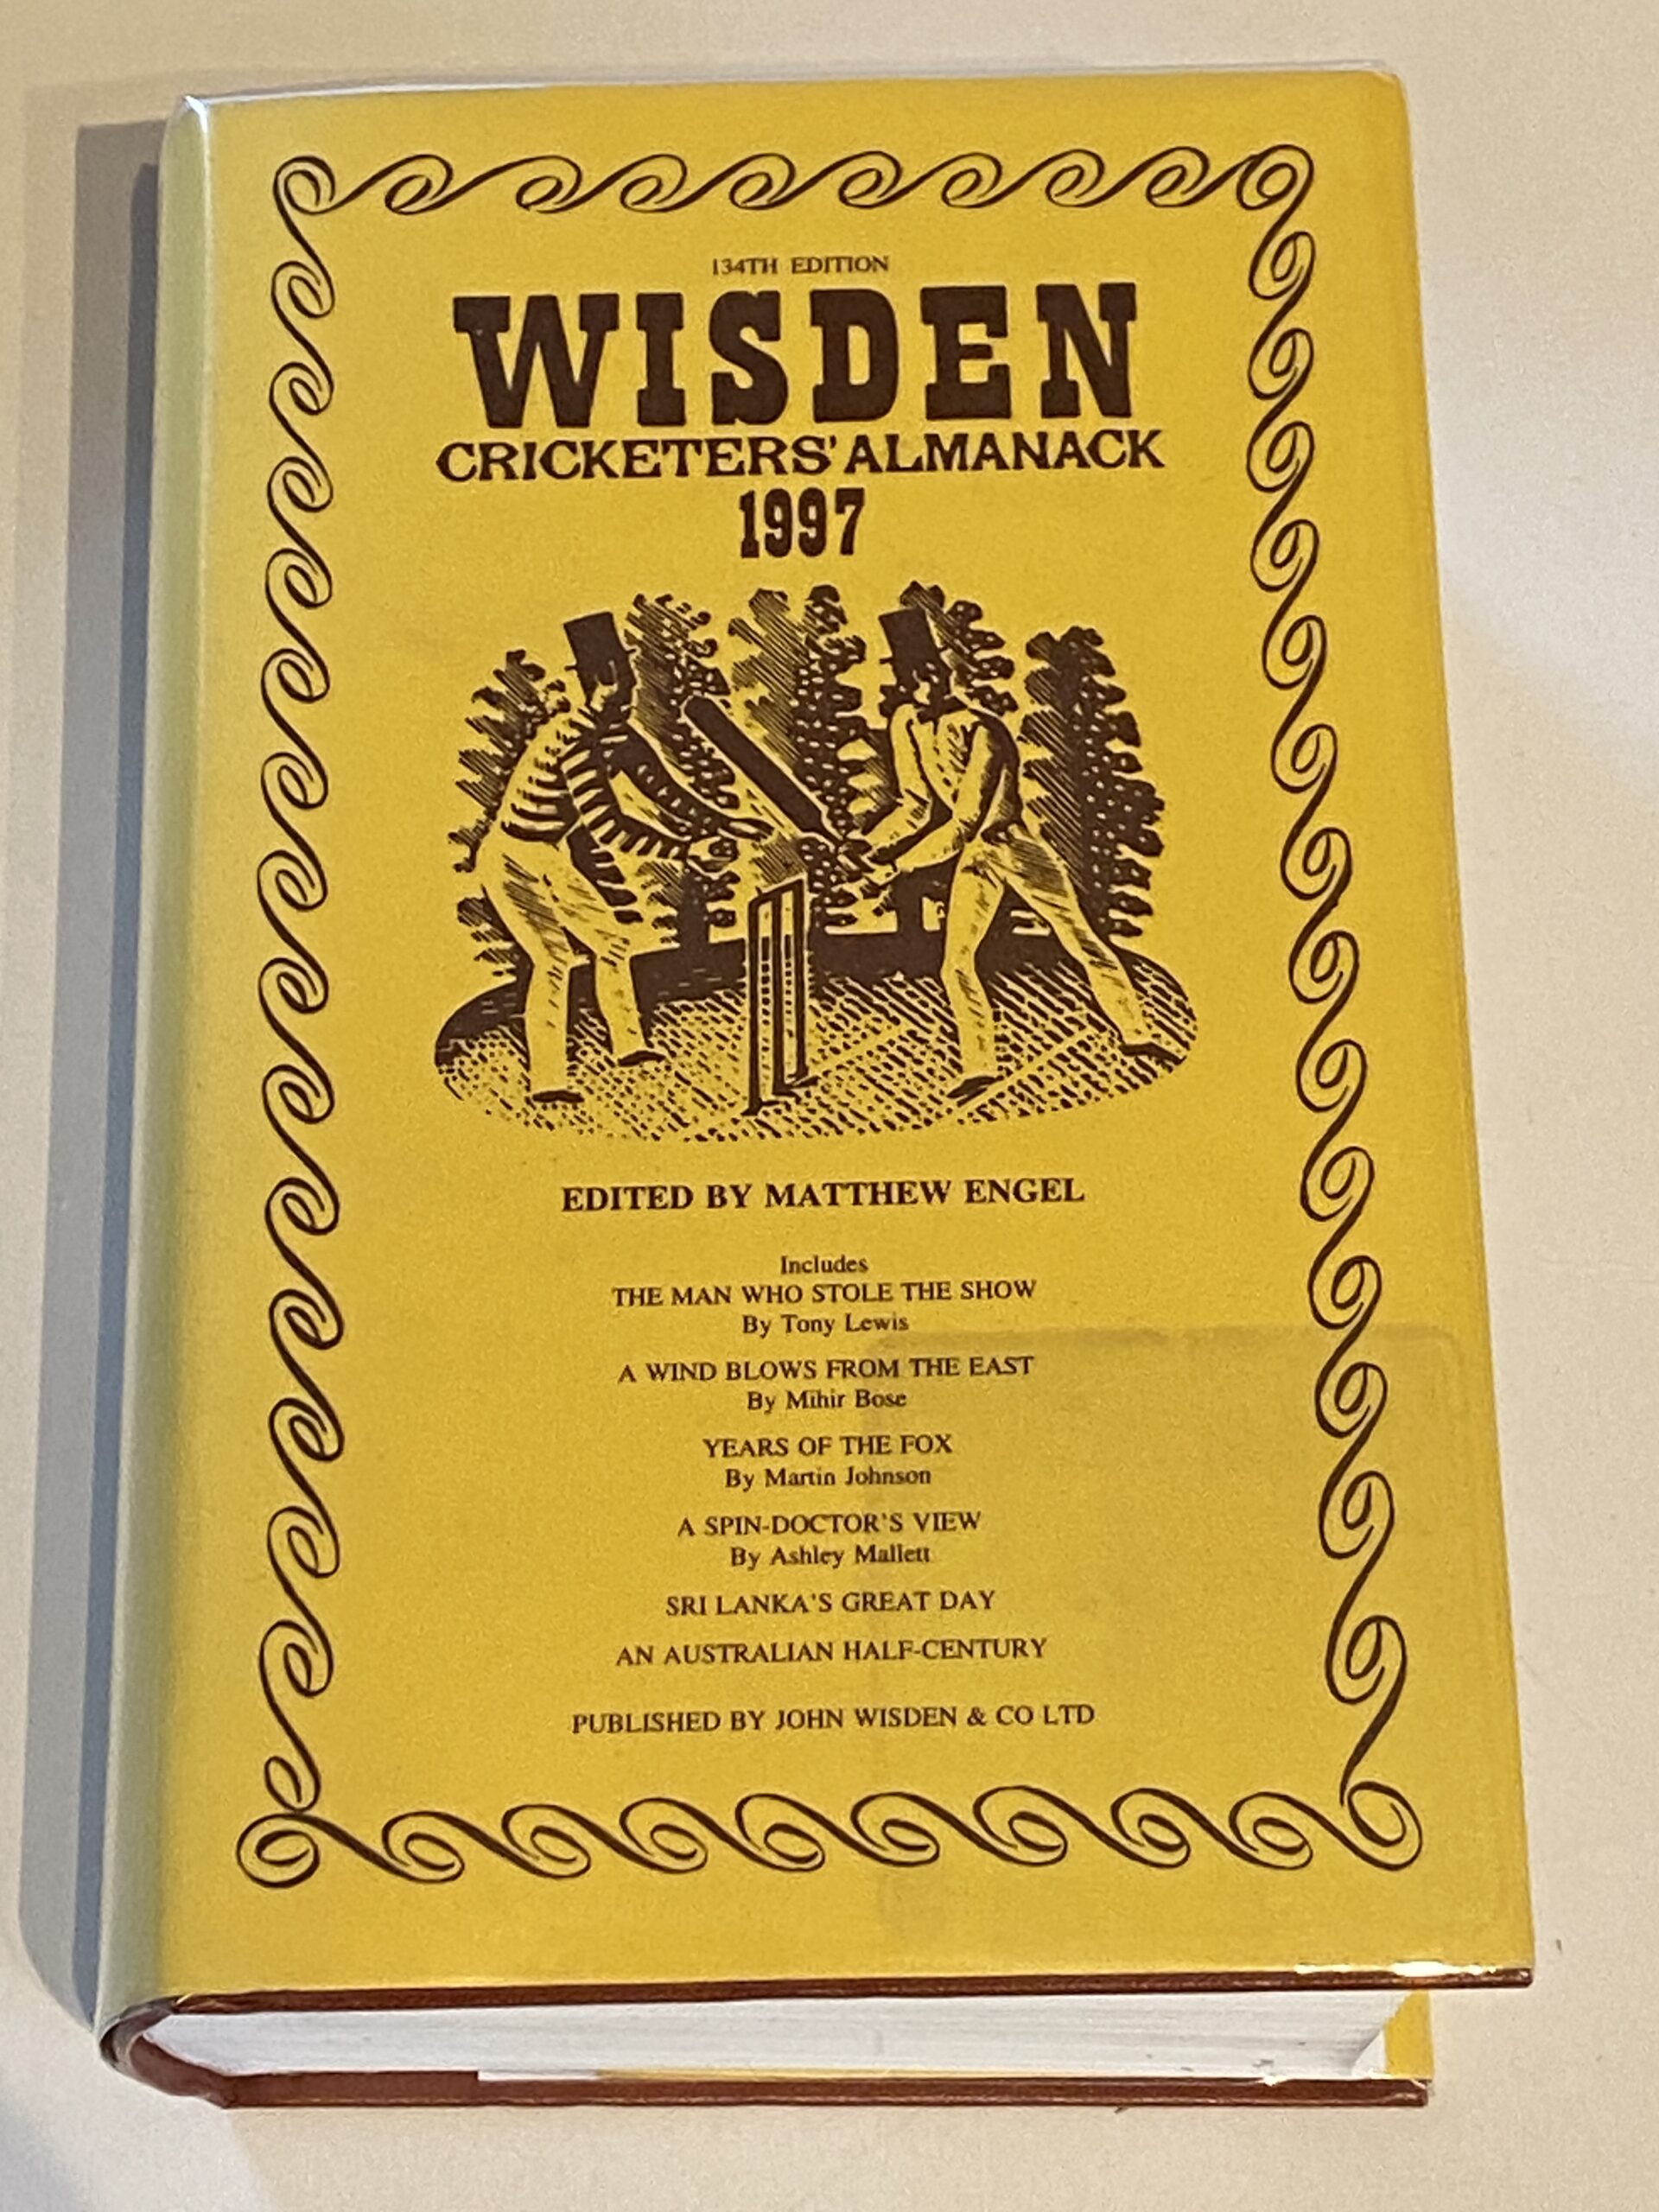 134TH EDITION
WISDEN
CRICKETERS' ALMANACK
1997
EDITED BY MATTHEW ENGEL
Includes
THE MAN WHO STOLE THE SHOW
By Tony Lewis
A WIND BLOWS FROM THE EAST
By Mihir Bose
YEARS OF THE FOX
By Martin Johnson
A SPIN-DOCTOR'S VIEW
By Ashley Mallett
SRI LANKA'S GREAT DAY
AN AUSTRALIAN HALF-CENTURY
PUBLISHED BY JOHN WISDEN & CO LTD